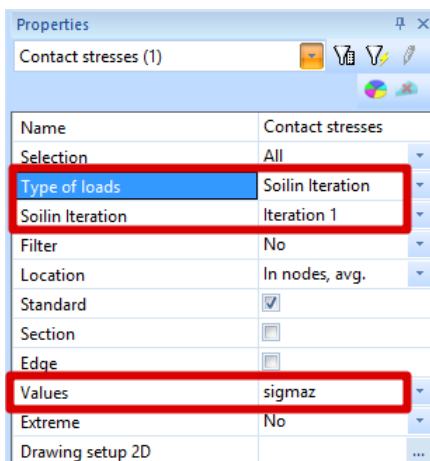 Properties
Contact stresses (1)
Name Contact stresses
Selection All
Type of loads Soilin Iteration
Soilin Iteration Iteration 1
Filter No
Location In nodes, avg.
Standard
Section
Edge
Values sigmaz
Extreme No
Drawing setup 2D ...